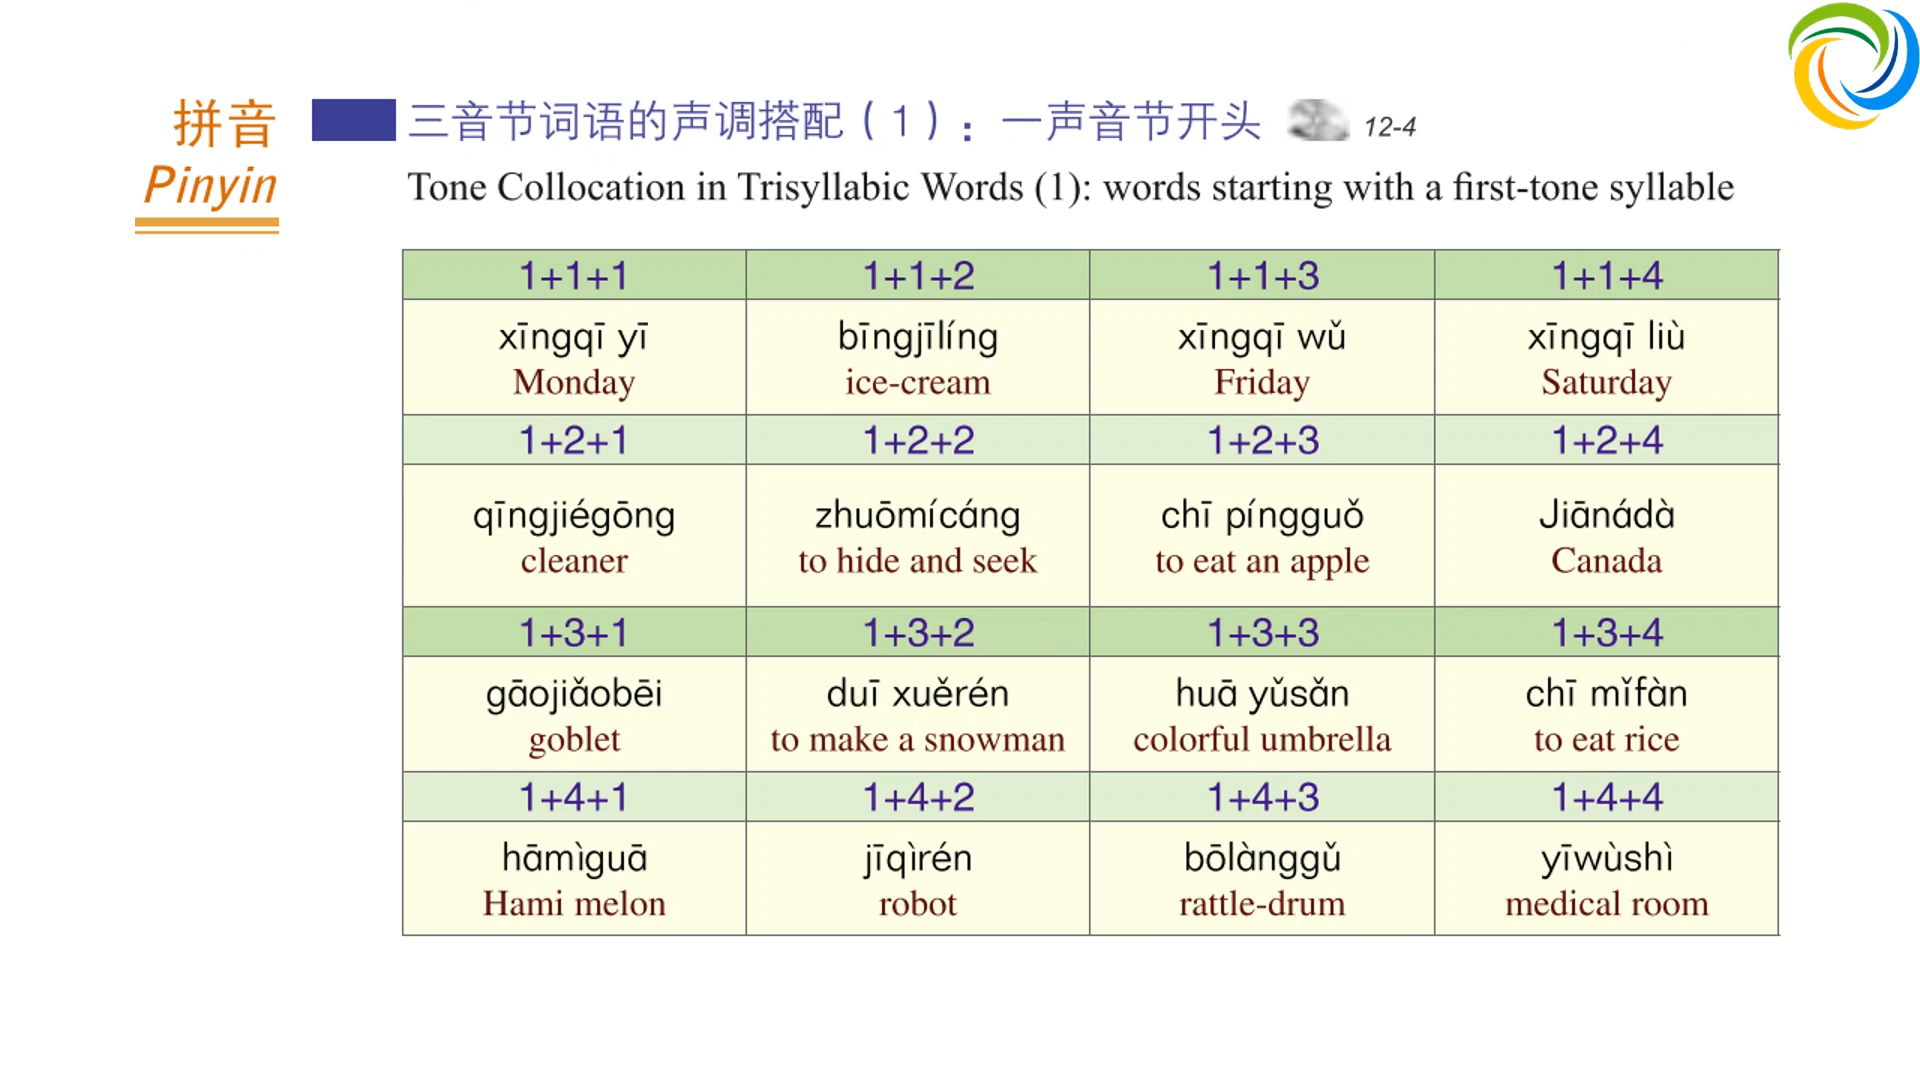 拼音
Pinyin
三音节词语的声调搭配（1）：一声音节开头 12-4
Tone Collocation in Trisyllabic Words (1): words starting with a first-tone syllable
1+1+1 1+1+2 1+1+3 1+1+4
xīngqī yī bīngjīlíng xīngqī wǔ xīngqī liù
Monday ice-cream Friday Saturday
1+2+1 1+2+2 1+2+3 1+2+4
qīngjiégōng zhuōmícáng chī píngguǒ Jiānádà
cleaner to hide and seek to eat an apple Canada
1+3+1 1+3+2 1+3+3 1+3+4
gāojiǎobēi duī xuěrén huā yǔsǎn chī mǐfàn
goblet to make a snowman colorful umbrella to eat rice
1+4+1 1+4+2 1+4+3 1+4+4
hāmìguā jīqìrén bōlànggǔ yīwùshì
Hami melon robot rattle-drum medical room